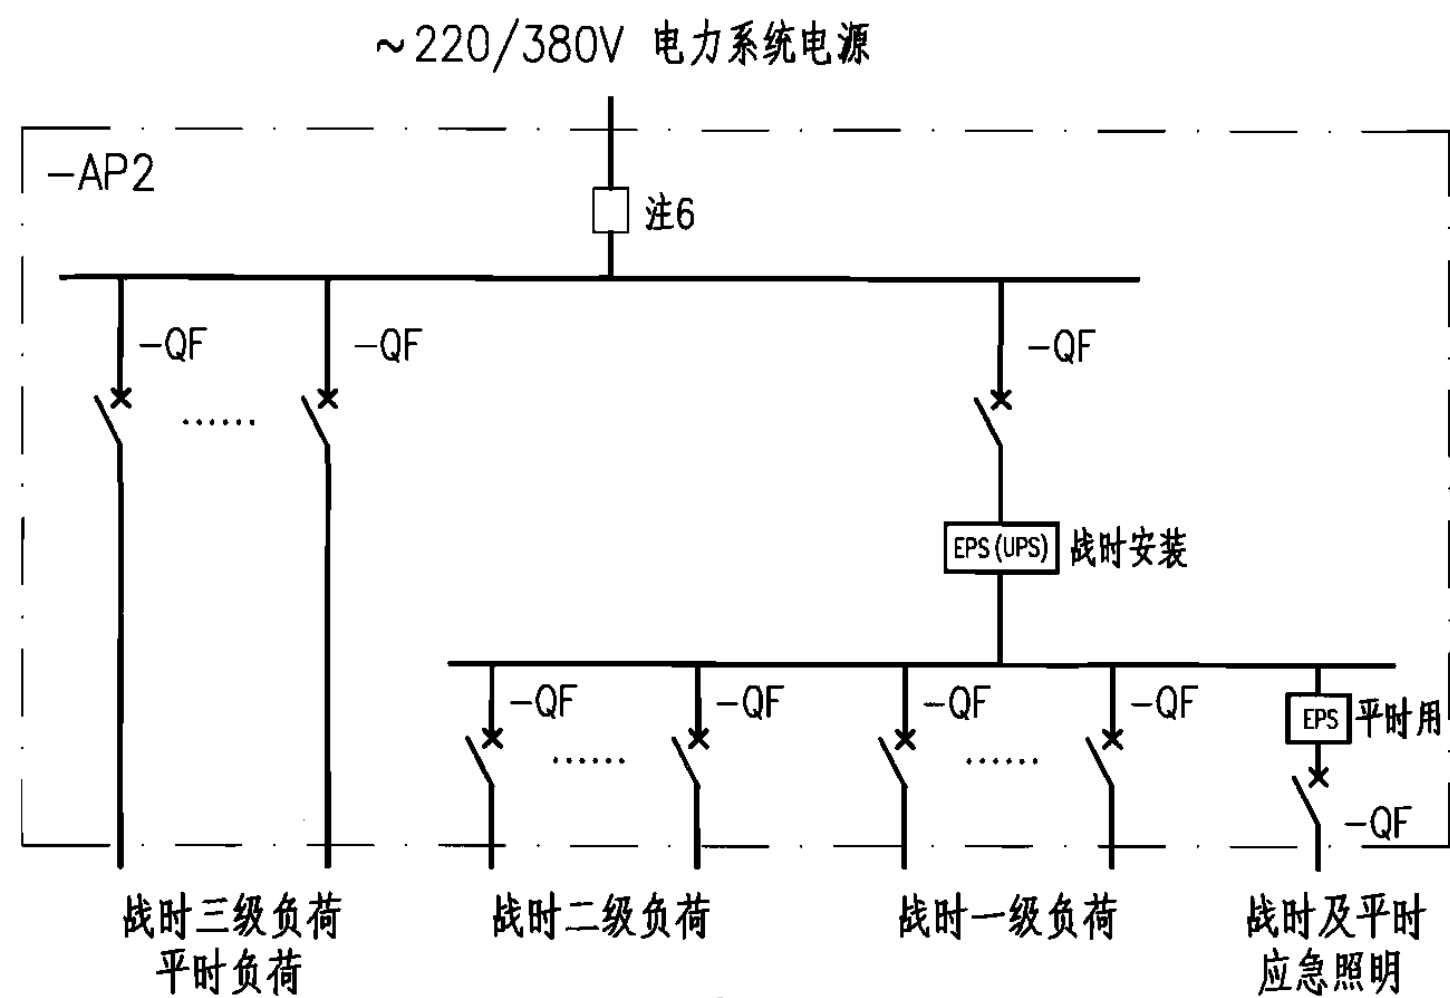 ~220/380V 电力系统电源
-AP2
注6
-QF
-QF
-QF
EPS(UPS) 战时安装
-QF
-QF
-QF
-QF
EPS 平时用
-QF
战时三级负荷
平时负荷
战时二级负荷
战时一级负荷
战时及平时
应急照明